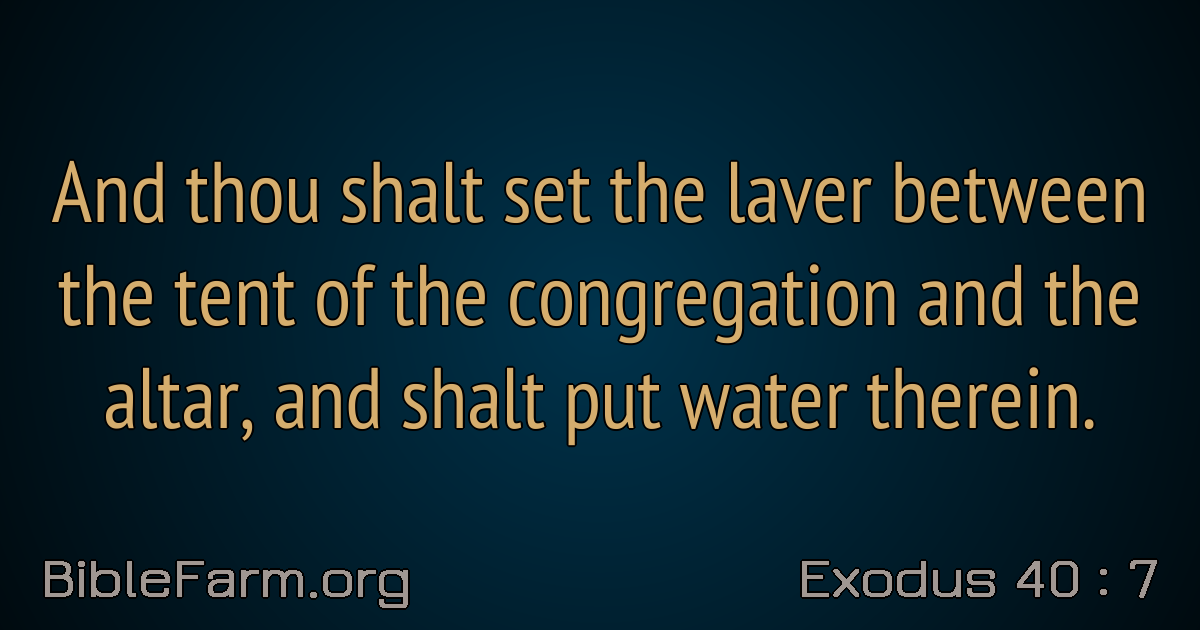 And thou shalt set the laver between
the tent of the congregation and the
altar, and shalt put water therein.
BibleFarm.org
Exodus 40 : 7